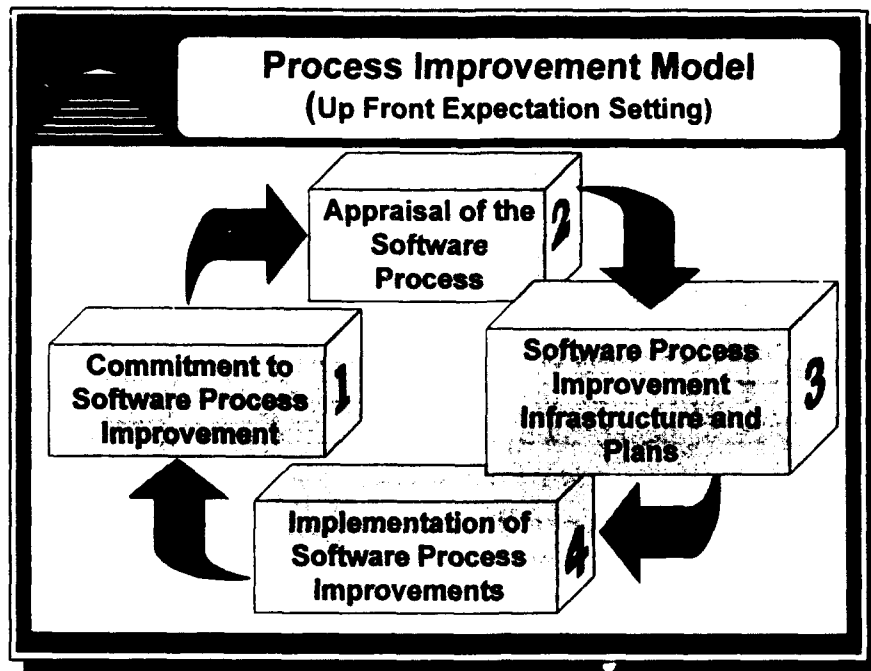 Process Improvement Model
(Up Front Expectation Setting)
Commitment to
Software Process
Improvement
1
Appraisal of the
Software
Process
2
Software Process
Improvement
Infrastructure and
Plans
3
Implementation of
Software Process
Improvements
4